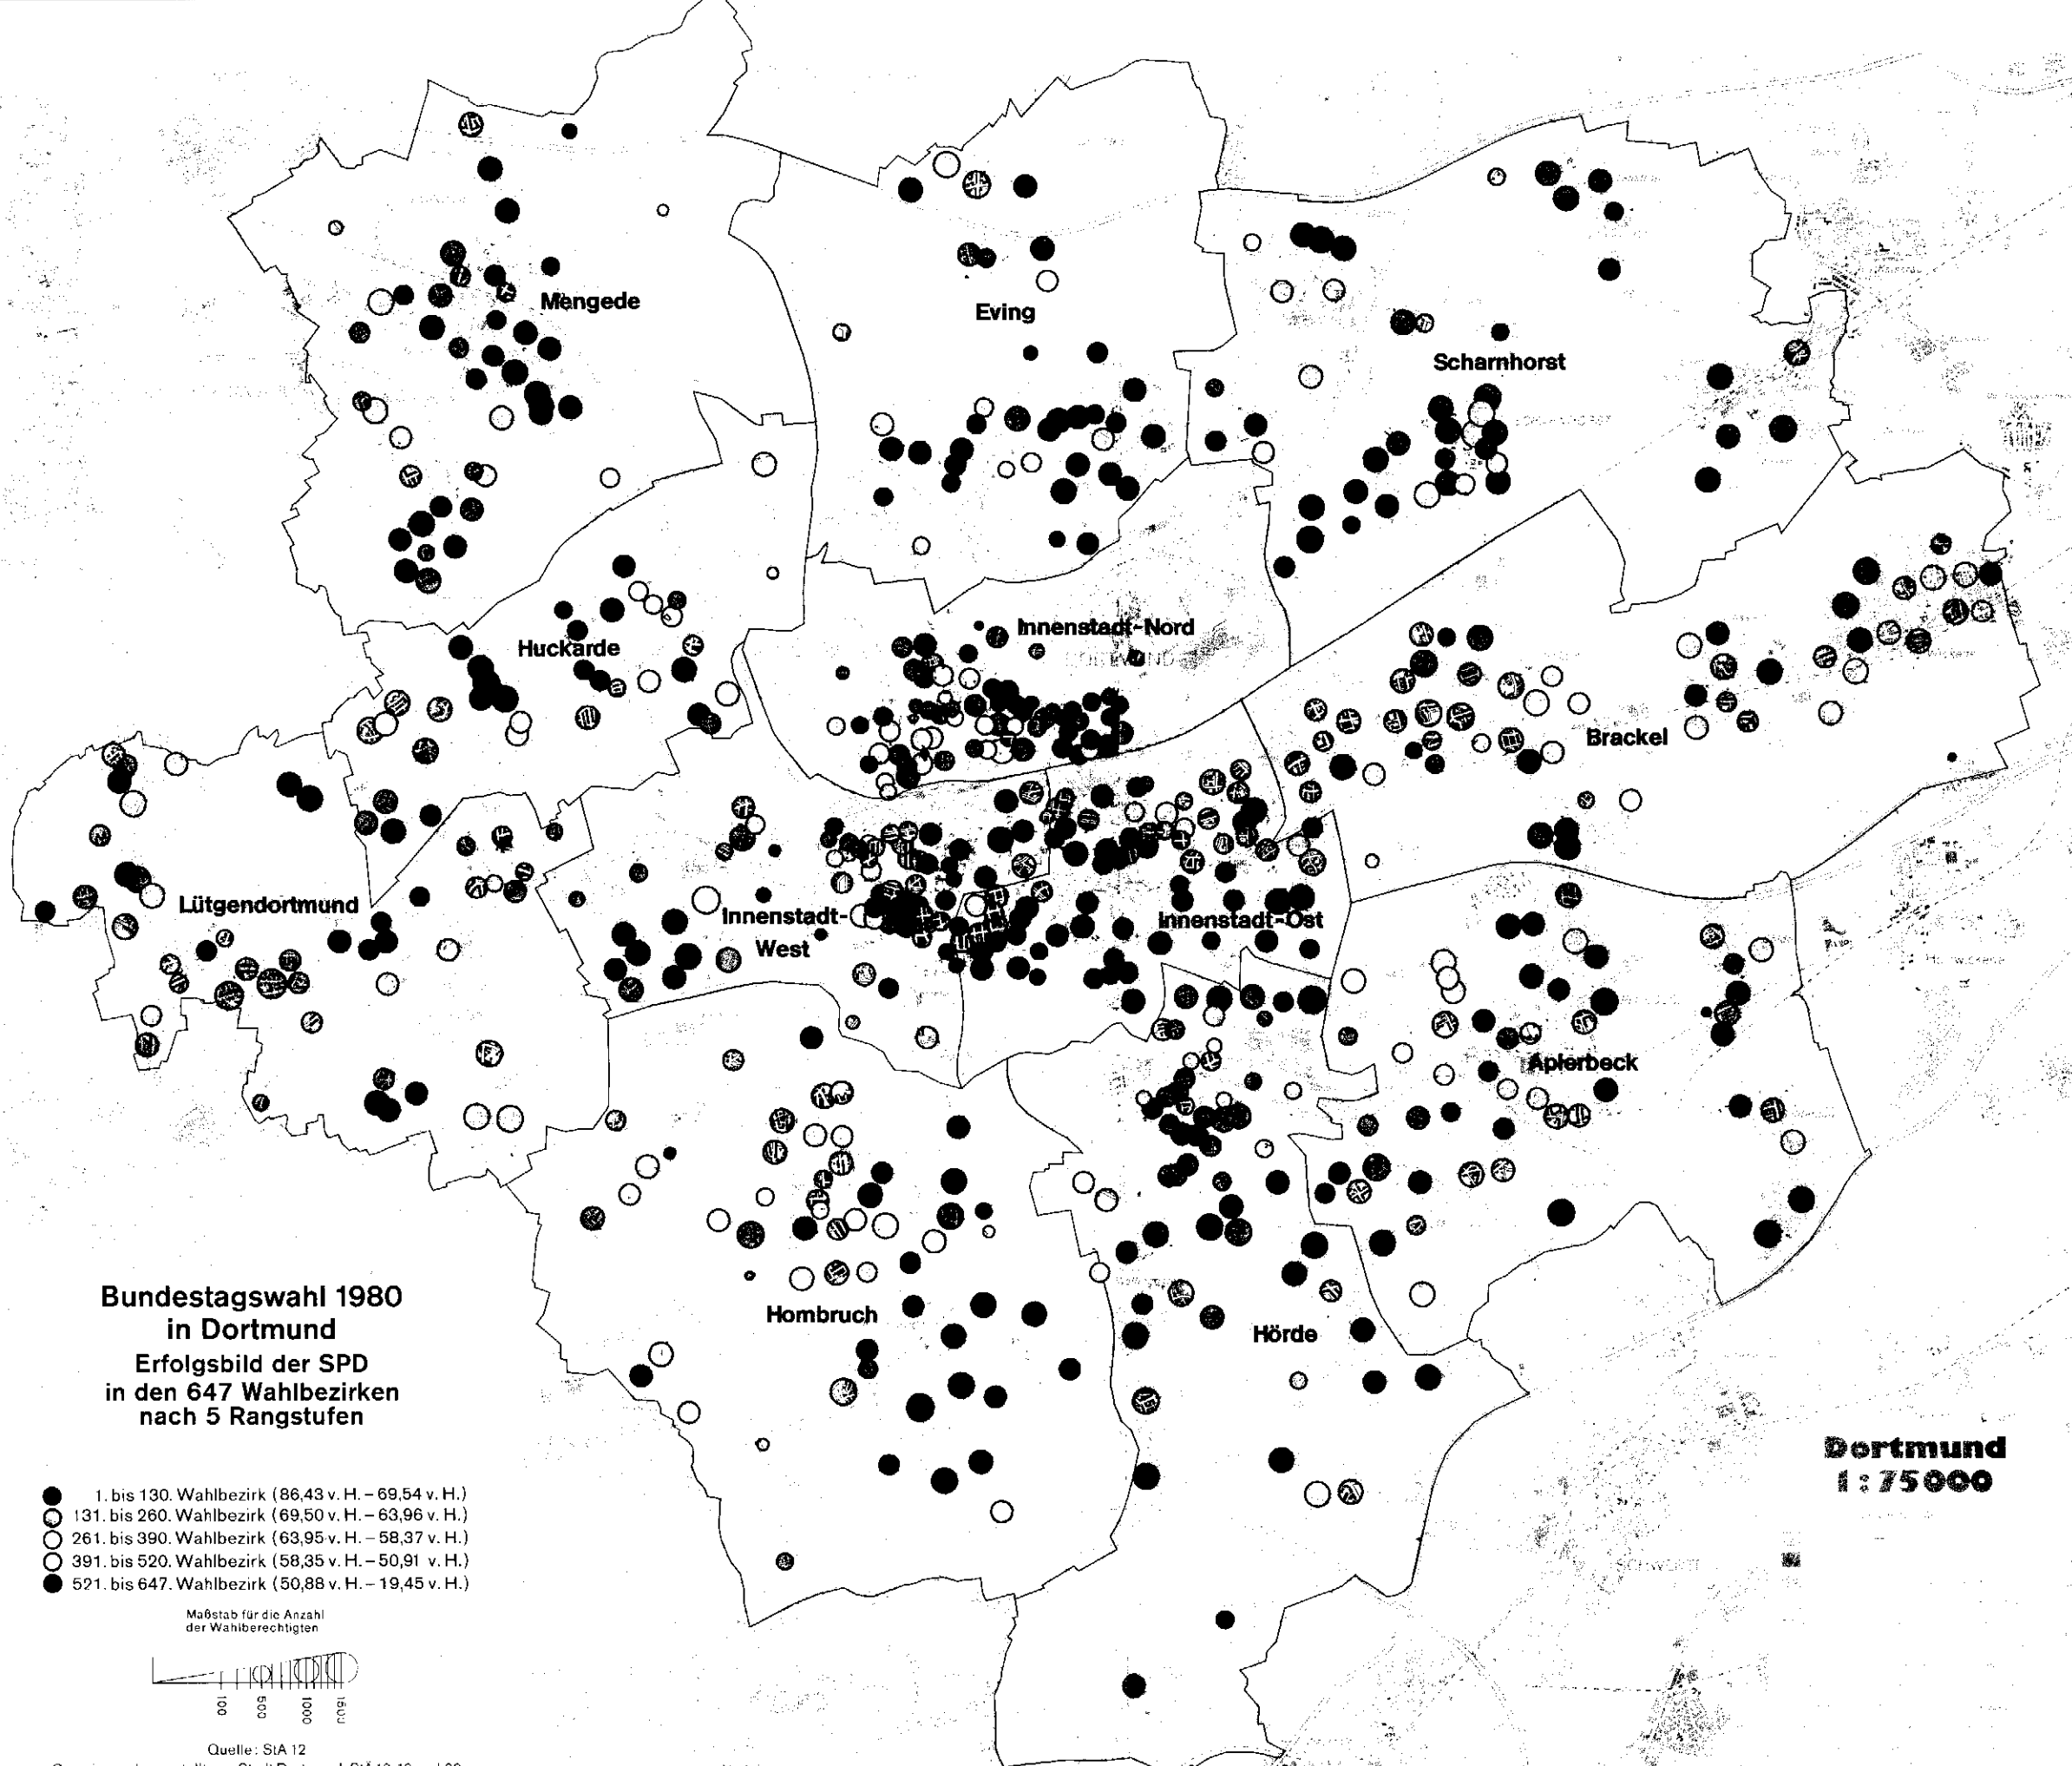 Mengede
Eving
Scharnhorst
Huckarde
Innenstadt-Nord
Brackel
Lütgendortmund
Innenstadt-
West
Innenstadt-Ost
Aplerbeck
Hombruch
Hörde
Bundestagswahl 1980
in Dortmund
Erfolgsbild der SPD
in den 647 Wahlbezirken
nach 5 Rangstufen
1. bis 130. Wahlbezirk (86,43 v. H. – 69,54 v. H.)
131. bis 260. Wahlbezirk (69,50 v. H. – 63,96 v. H.)
261. bis 390. Wahlbezirk (63,95 v. H. – 58,37 v. H.)
391. bis 520. Wahlbezirk (58,35 v. H. – 50,91 v. H.)
521. bis 647. Wahlbezirk (50,88 v. H. – 19,45 v. H.)
Maßstab für die Anzahl
der Wahlberechtigten
100 500 1000 1500
Quelle: StA 12
Dortmund
1:75000